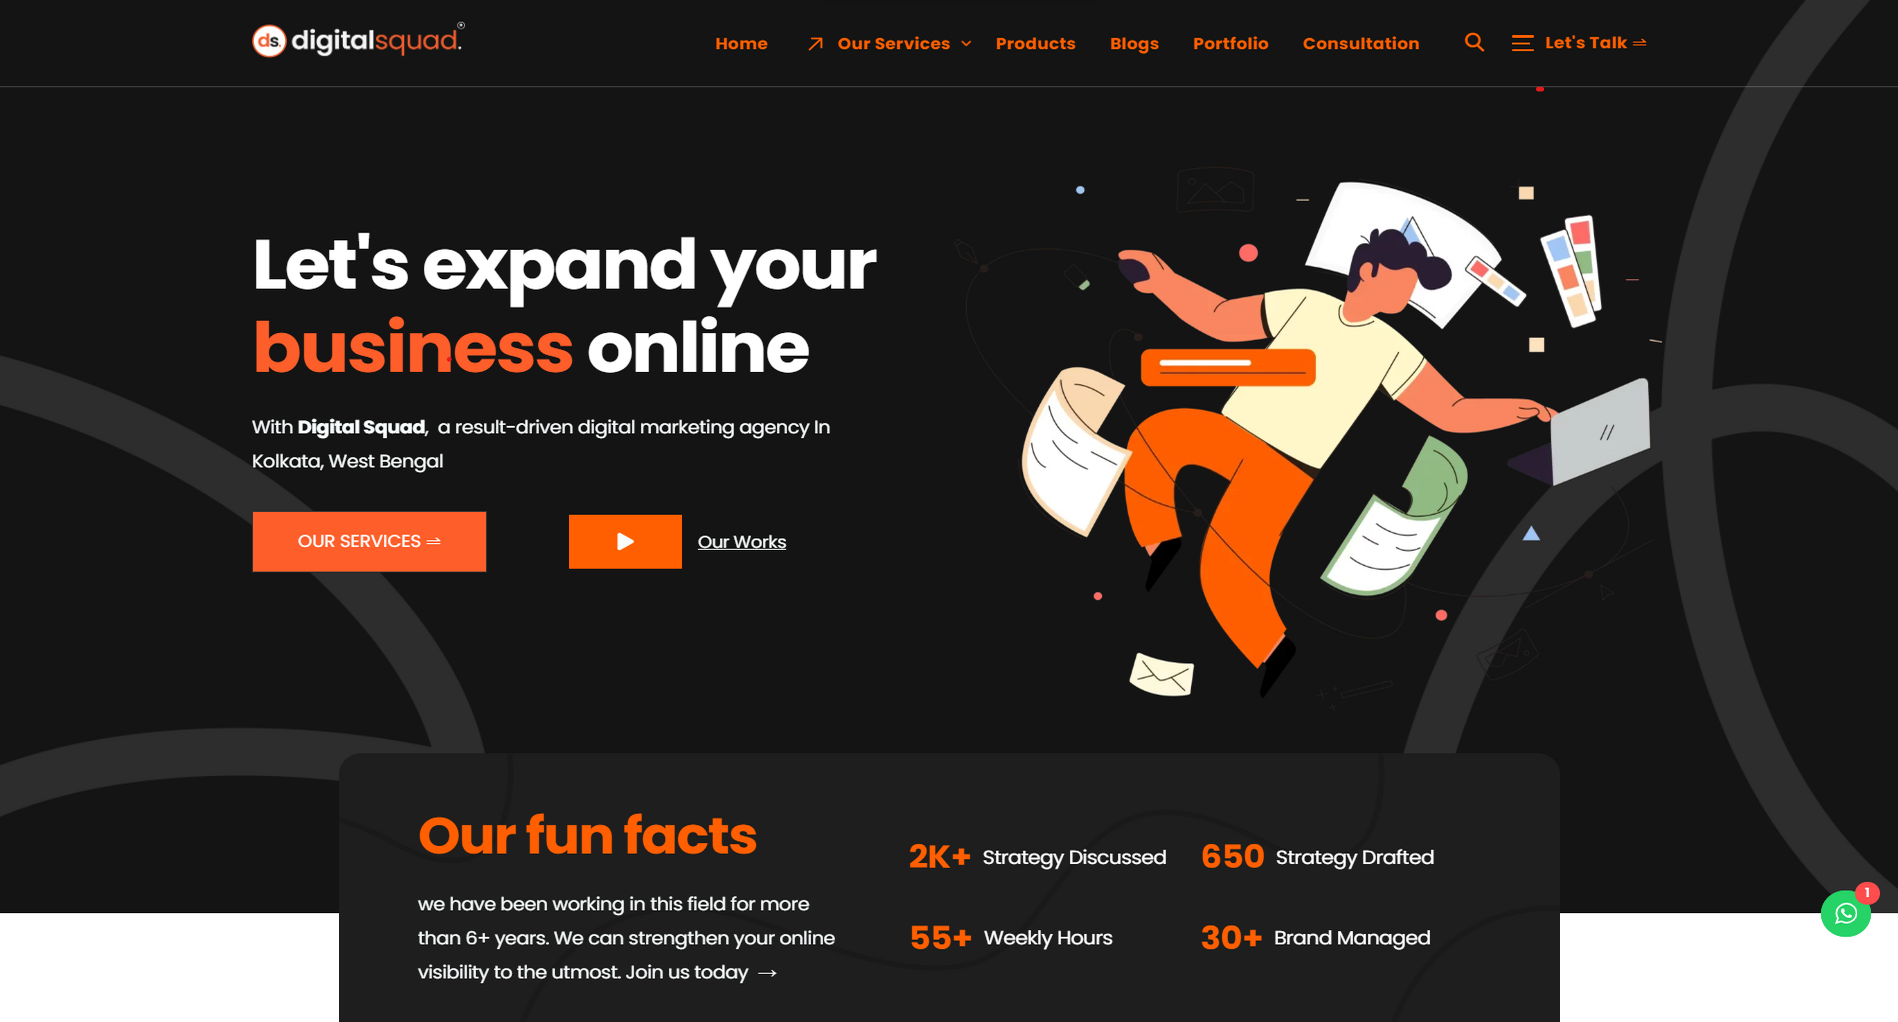 ds. digitalsquad.
Home Our Services Products Blogs Portfolio Consultation Let's Talk
Let's expand your
business online
With Digital Squad, a result-driven digital marketing agency In
Kolkata, West Bengal
OUR SERVICES
Our Works
Our fun facts
we have been working in this field for more
than 6+ years. We can strengthen your online
visibility to the utmost. Join us today →
2K+ Strategy Discussed
650 Strategy Drafted
55+ Weekly Hours
30+ Brand Managed
1